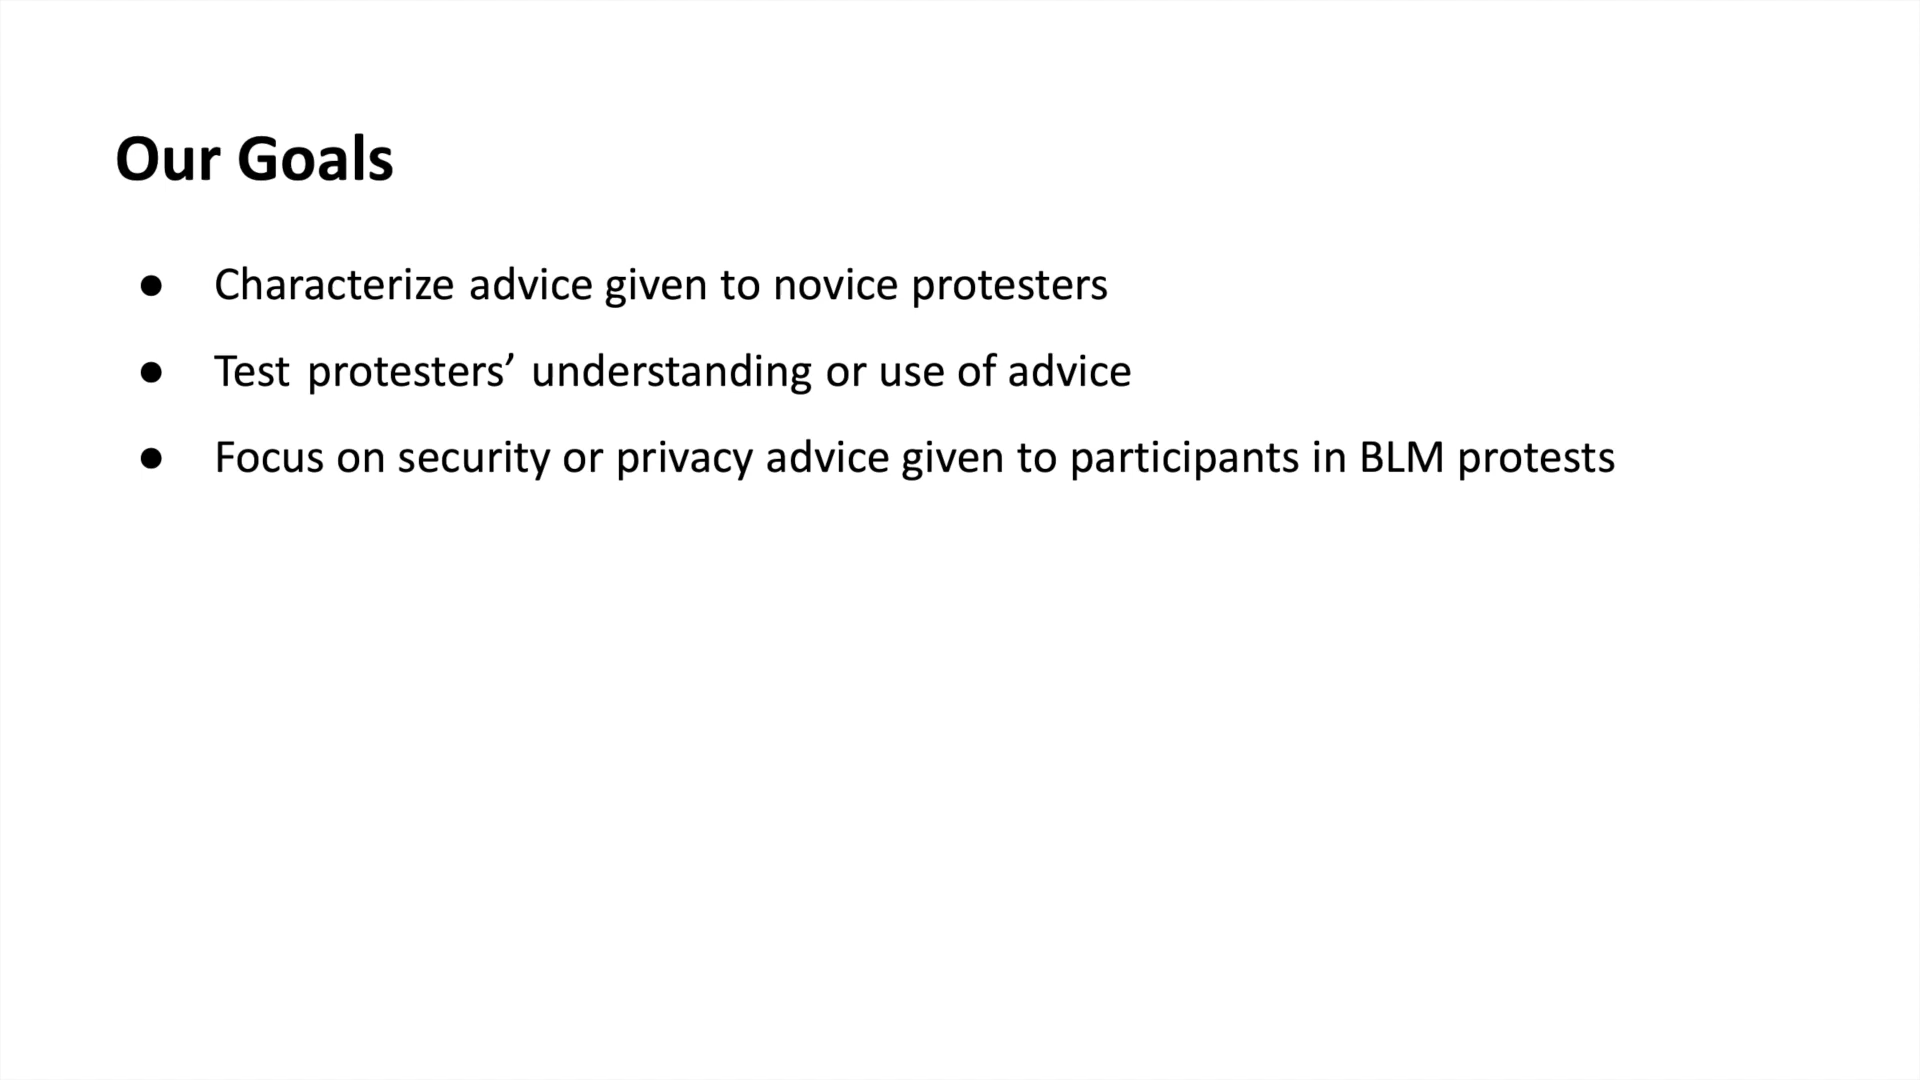 Our Goals
● Characterize advice given to novice protesters
● Test protesters’ understanding or use of advice
● Focus on security or privacy advice given to participants in BLM protests